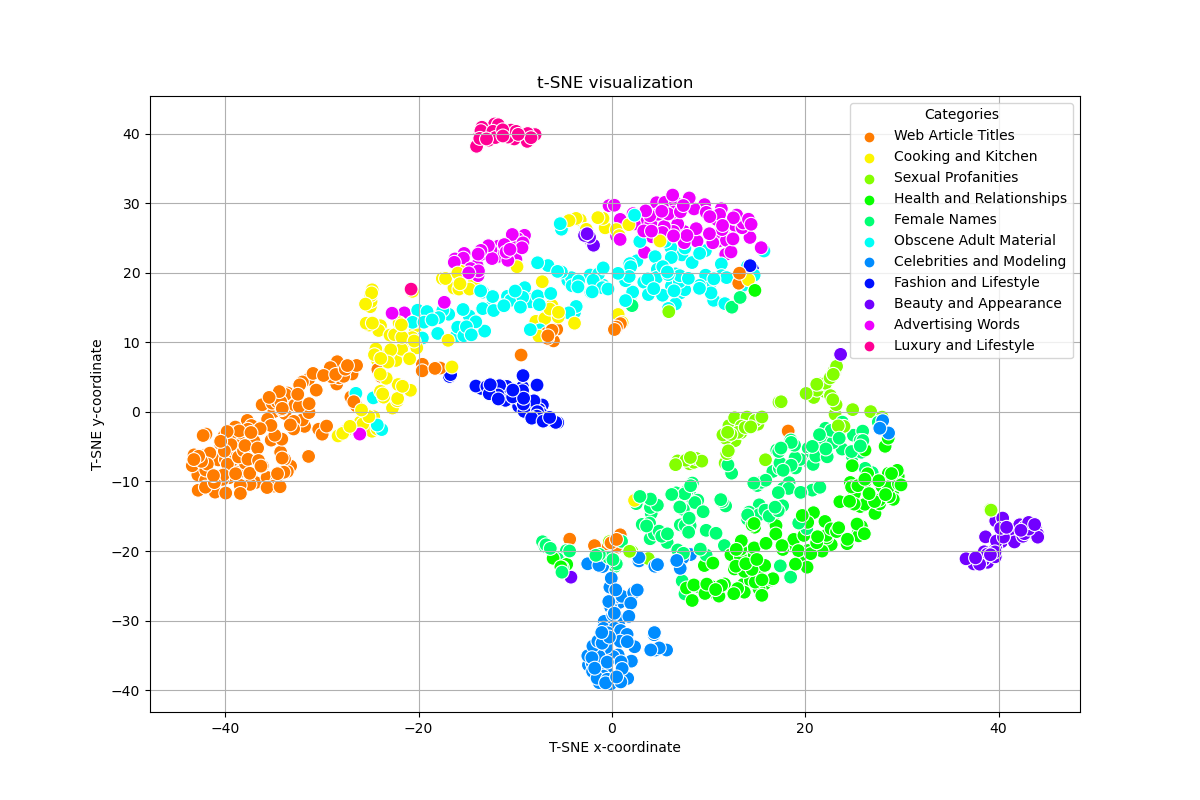 t-SNE visualization
Categories
Web Article Titles
Cooking and Kitchen
Sexual Profanities
Health and Relationships
Female Names
Obscene Adult Material
Celebrities and Modeling
Fashion and Lifestyle
Beauty and Appearance
Advertising Words
Luxury and Lifestyle
T-SNE y-coordinate
40
30
20
10
0
−10
−20
−30
−40
−40 −20 0 20 40
T-SNE x-coordinate